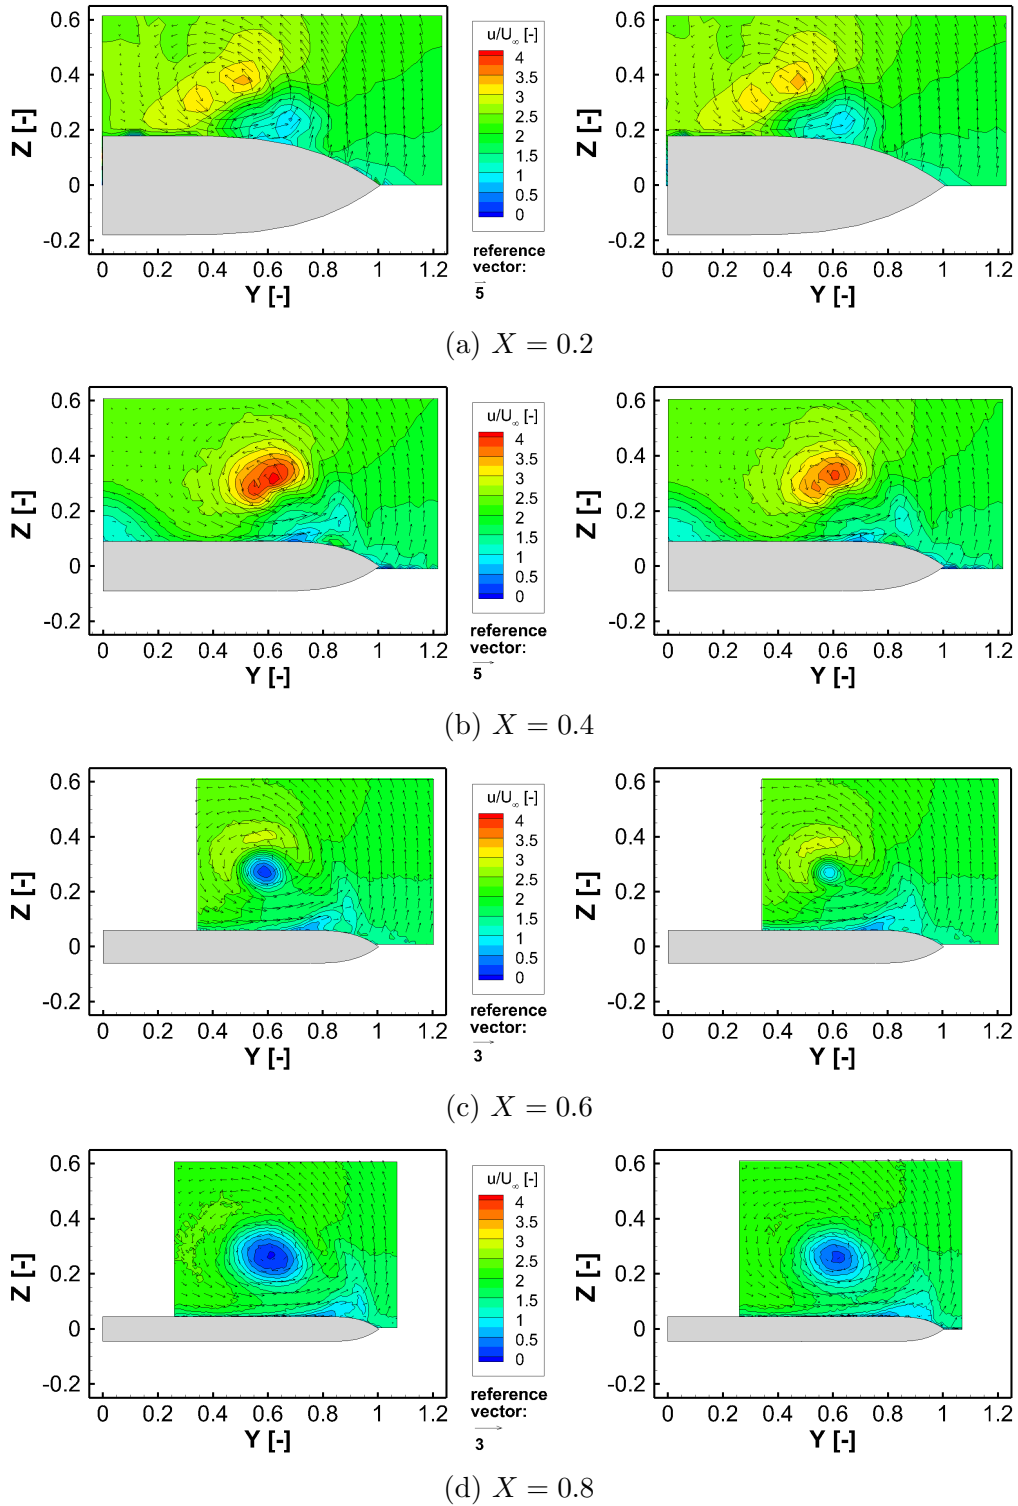 0.6
0.4
0.2
0
-0.2
Z [-]
0 0.2 0.4 0.6 0.8 1 1.2
Y [-]
u/U∞ [-]
4
3.5
3
2.5
2
1.5
1
0.5
0
reference
vector:
5
0.6
0.4
0.2
0
-0.2
Z [-]
0 0.2 0.4 0.6 0.8 1 1.2
Y [-]
(a) X = 0.2
0.6
0.4
0.2
0
-0.2
Z [-]
0 0.2 0.4 0.6 0.8 1 1.2
Y [-]
u/U∞ [-]
4
3.5
3
2.5
2
1.5
1
0.5
0
reference
vector:
5
0.6
0.4
0.2
0
-0.2
Z [-]
0 0.2 0.4 0.6 0.8 1 1.2
Y [-]
(b) X = 0.4
0.6
0.4
0.2
0
-0.2
Z [-]
0 0.2 0.4 0.6 0.8 1 1.2
Y [-]
u/U∞ [-]
4
3.5
3
2.5
2
1.5
1
0.5
0
reference
vector:
3
0.6
0.4
0.2
0
-0.2
Z [-]
0 0.2 0.4 0.6 0.8 1 1.2
Y [-]
(c) X = 0.6
0.6
0.4
0.2
0
-0.2
Z [-]
0 0.2 0.4 0.6 0.8 1 1.2
Y [-]
u/U∞ [-]
4
3.5
3
2.5
2
1.5
1
0.5
0
reference
vector:
3
0.6
0.4
0.2
0
-0.2
Z [-]
0 0.2 0.4 0.6 0.8 1 1.2
Y [-]
(d) X = 0.8